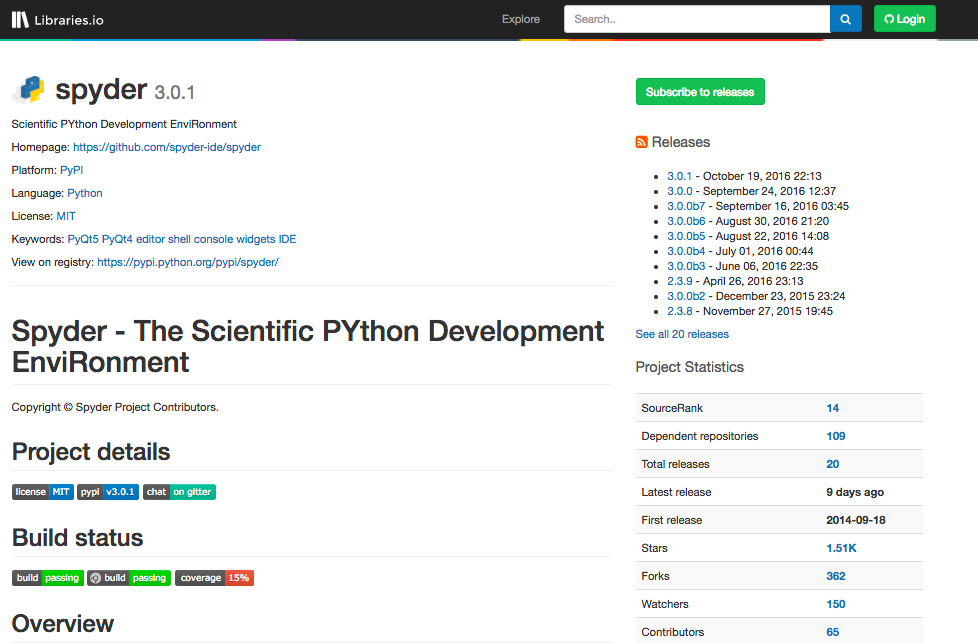 Libraries.io
Explore
Search..
Login
spyder 3.0.1
Scientific PYthon Development EnviRonment
Homepage: https://github.com/spyder-ide/spyder
Platform: PyPI
Language: Python
License: MIT
Keywords: PyQt5 PyQt4 editor shell console widgets IDE
View on registry: https://pypi.python.org/pypi/spyder/
Spyder - The Scientific PYthon Development
EnviRonment
Copyright © Spyder Project Contributors.
Project details
license MIT pypi v3.0.1 chat on gitter
Build status
build passing build passing coverage 15%
Overview
Subscribe to releases
Releases
3.0.1 - October 19, 2016 22:13
3.0.0 - September 24, 2016 12:37
3.0.0b7 - September 16, 2016 03:45
3.0.0b6 - August 30, 2016 21:20
3.0.0b5 - August 22, 2016 14:08
3.0.0b4 - July 01, 2016 00:44
3.0.0b3 - June 06, 2016 22:35
2.3.9 - April 26, 2016 23:13
3.0.0b2 - December 23, 2015 23:24
2.3.8 - November 27, 2015 19:45
See all 20 releases
Project Statistics
SourceRank 14
Dependent repositories 109
Total releases 20
Latest release 9 days ago
First release 2014-09-18
Stars 1.51K
Forks 362
Watchers 150
Contributors 65